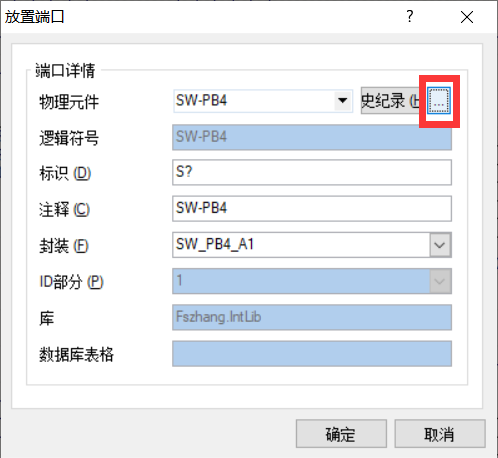 放置端口
端口详情
物理元件 SW-PB4 史纪录 (H ...
逻辑符号 SW-PB4
标识 (D) S?
注释 (C) SW-PB4
封装 (F) SW_PB4_A1
ID部分 (P) 1
库 Fszhang.IntLib
数据库表格
确定 取消